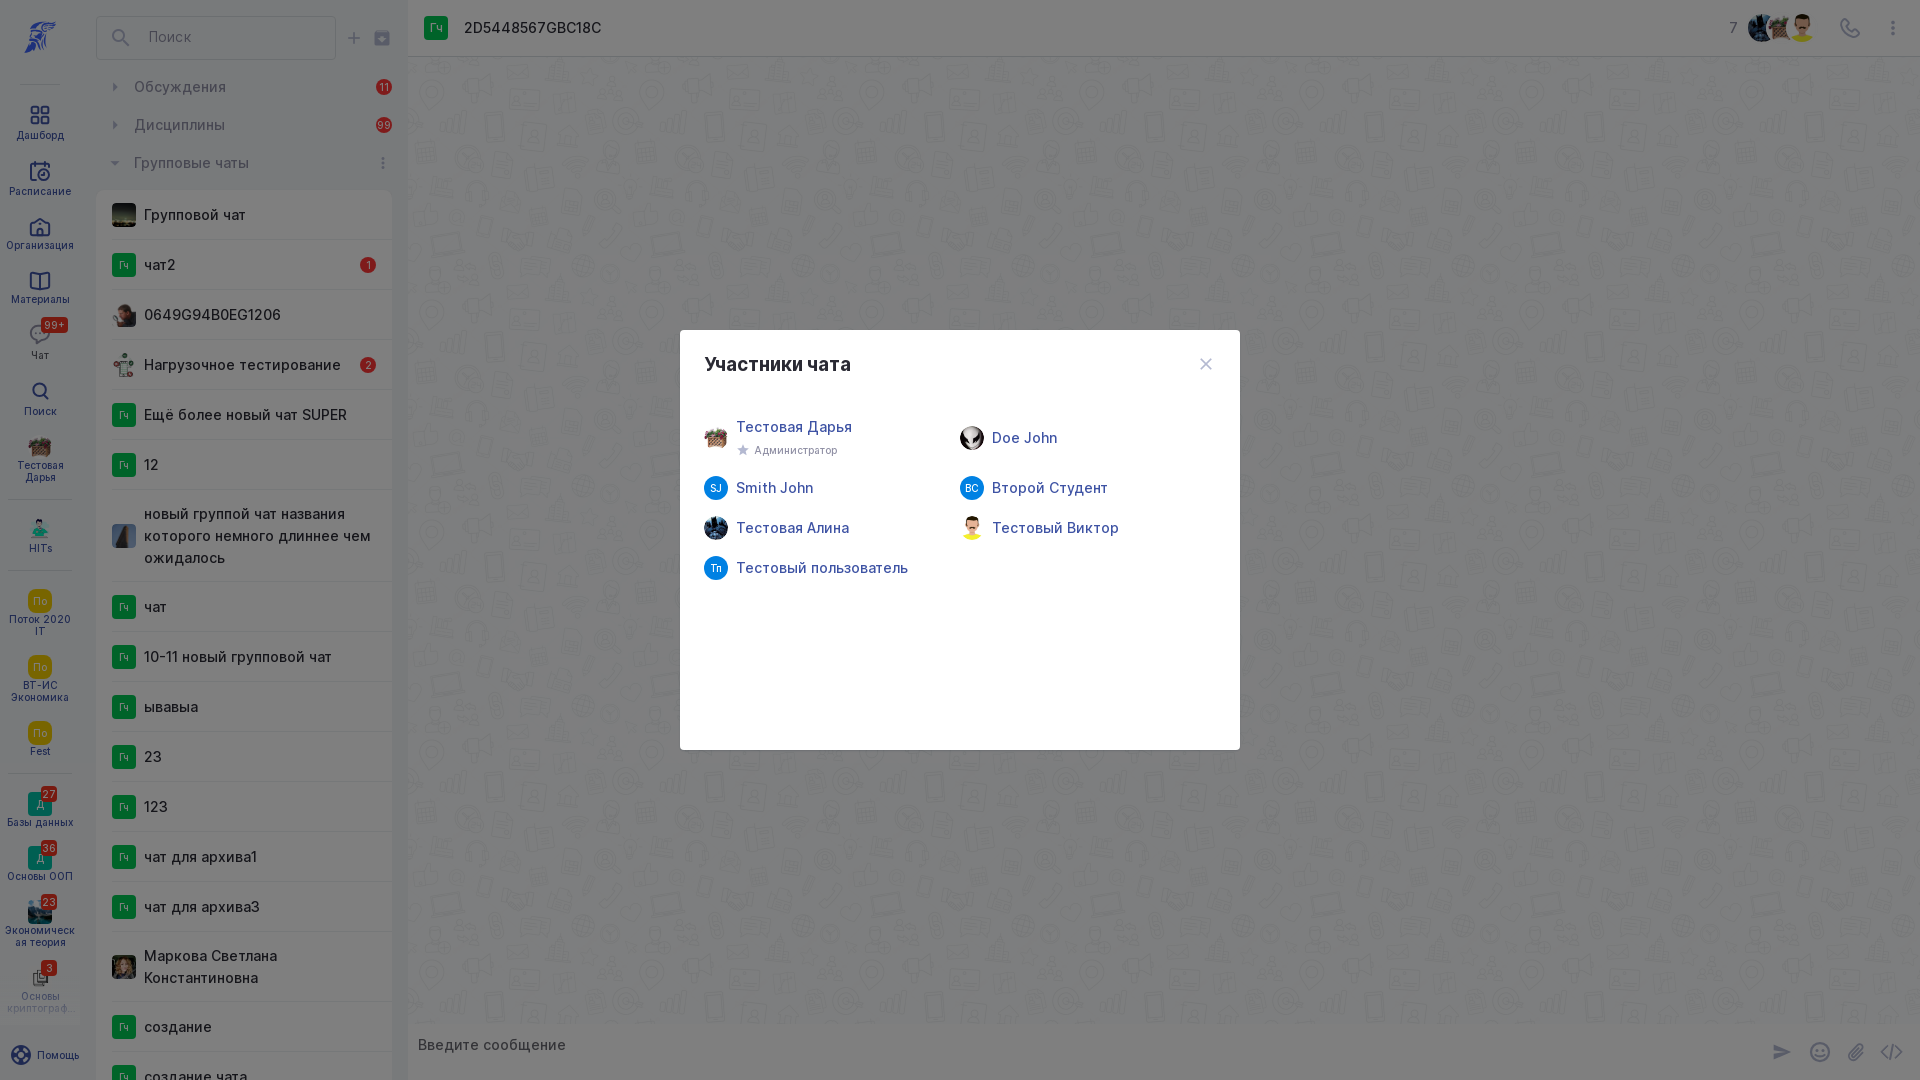 Дашборд
Расписание
Организация
Материалы
99+
Чат
Поиск
Тестовая
Дарья
HITs
По
Поток 2020
IT
По
ВТ-ИС
Экономика
По
Fest
27
Д
Базы данных
36
Д
Основы ООП
23
Экономическ
ая теория
3
Основы
криптограф...
Помощь
Поиск
Обсуждения
11
Дисциплины
99
Групповые чаты
Групповой чат
Гч
чат2
1
0649G94B0EG1206
Нагрузочное тестирование
2
Гч
Ещё более новый чат SUPER
Гч
12
новый группой чат названия
которого немного длиннее чем
ожидалось
Гч
чат
Гч
10-11 новый групповой чат
Гч
ывавыа
Гч
23
Гч
123
Гч
чат для архива1
Гч
чат для архива3
Маркова Светлана
Константиновна
Гч
создание
Гч
создание чата
Гч
2D5448567GBC18C
7
Участники чата
Тестовая Дарья
Администратор
Doe John
SJ
Smith John
ВС
Второй Студент
Тестовая Алина
Тестовый Виктор
Тп
Тестовый пользователь
Введите сообщение